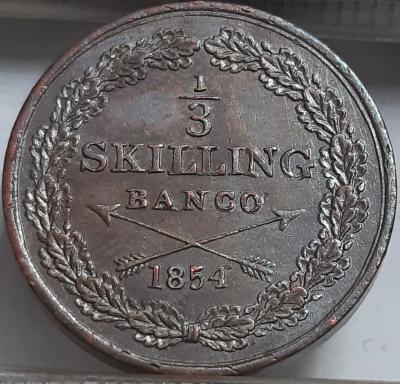 1/3
SKILLING
BANCO
1854